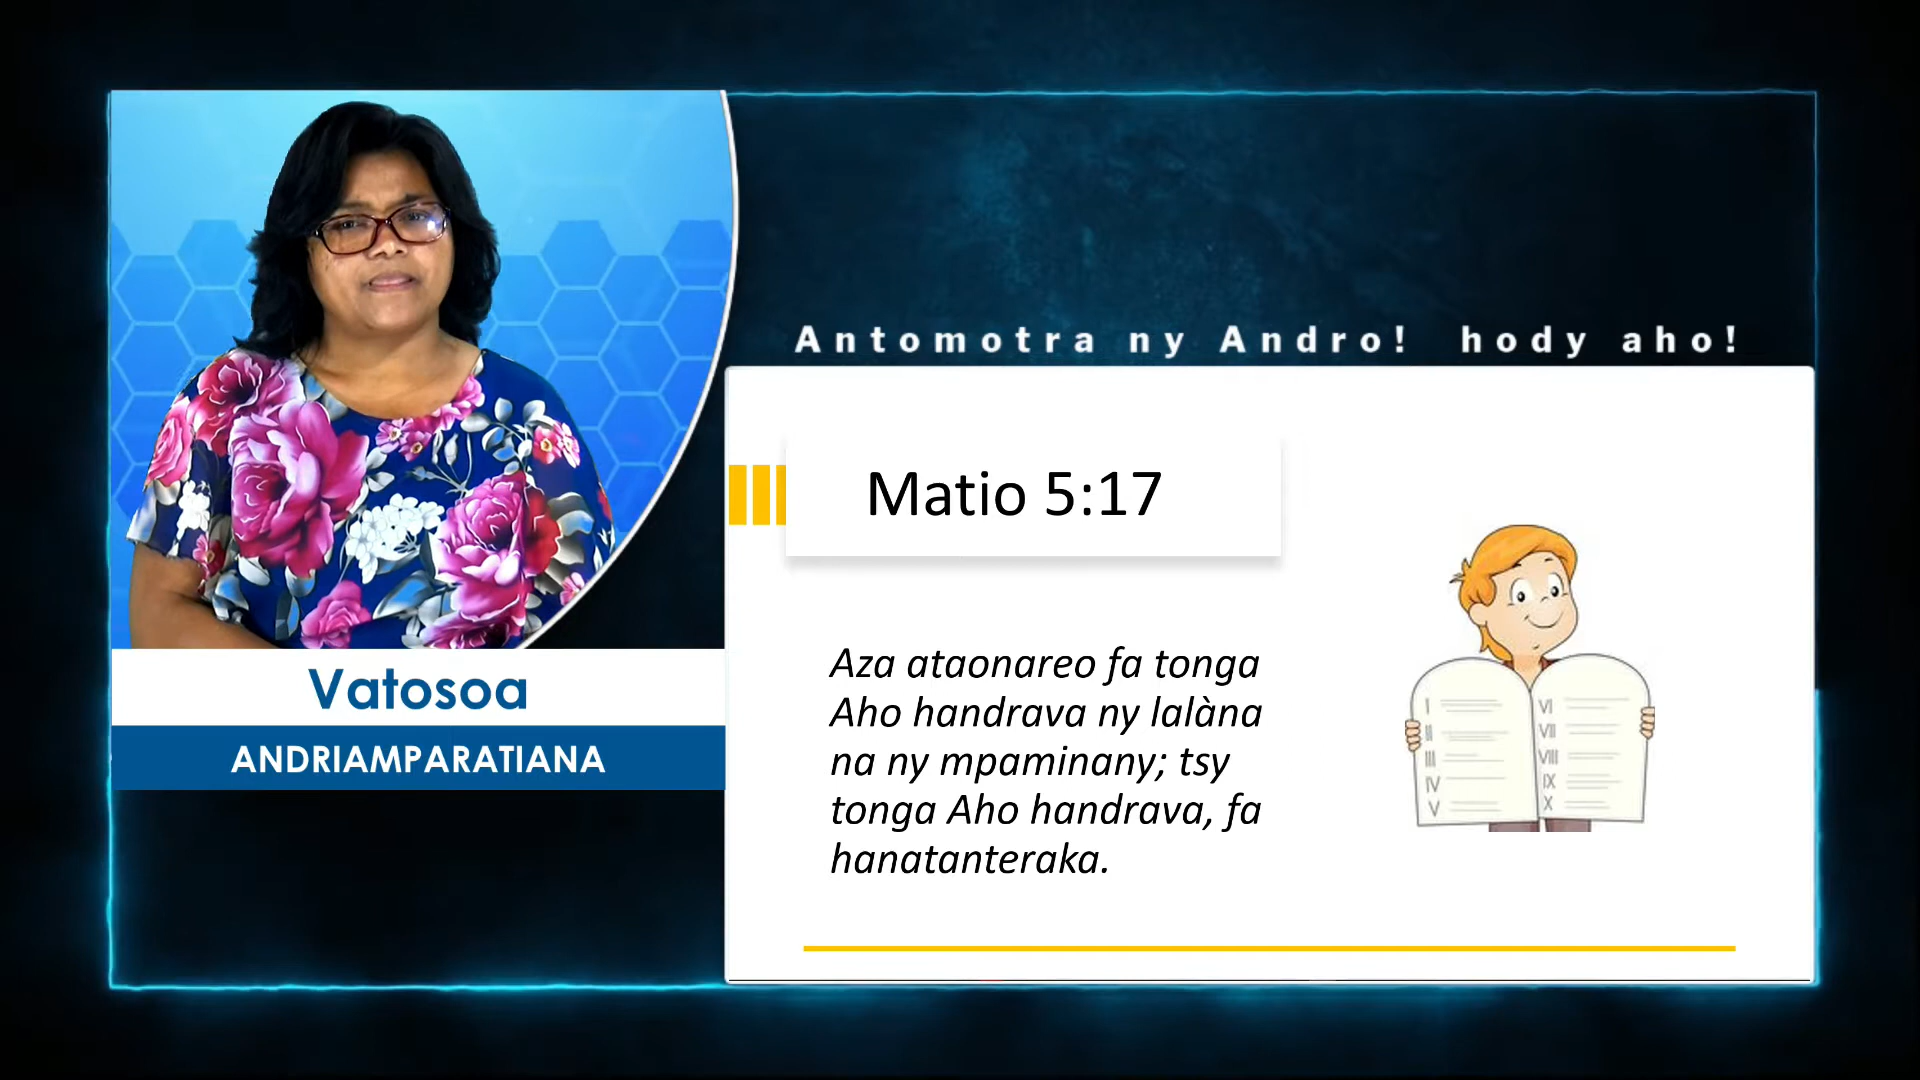 Antomotra ny Andro! hody aho!
Matio 5:17
Aza ataonareo fa tonga
Aho handrava ny lalàna
na ny mpaminany; tsy
tonga Aho handrava, fa
hanatanteraka.
I
II
III
IV
V
VI
VII
VIII
IX
X
Vatosoa
ANDRIAMPARATIANA